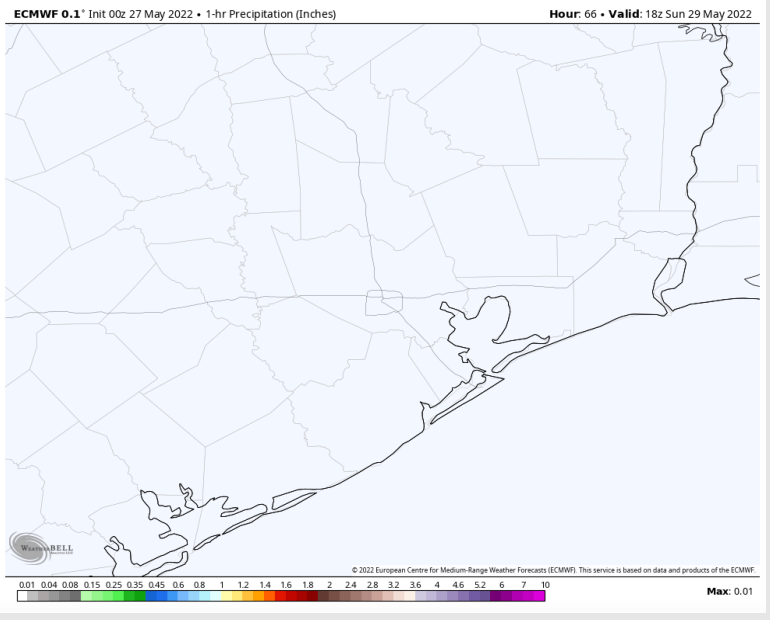 ECMWF 0.1° Init 00z 27 May 2022 • 1-hr Precipitation (Inches) Hour: 66 • Valid: 18z Sun 29 May 2022
WEATHERBELL
© 2022 European Centre for Medium-Range Weather Forecasts (ECMWF). This service is based on data and products of the ECMWF.
0.01 0.04 0.08 0.15 0.25 0.35 0.45 0.6 0.8 1 1.2 1.4 1.6 1.8 2 2.4 2.8 3.2 3.6 4 4.6 5.2 6 7 10
Max: 0.01